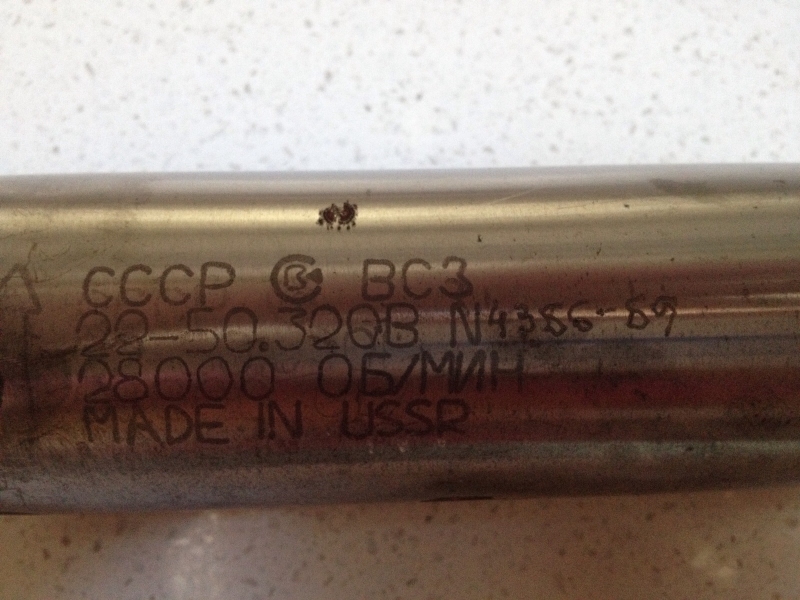 СССР ВСЗ
22-50.320В N4386-89
28000 ОБ/МИН
MADE IN USSR